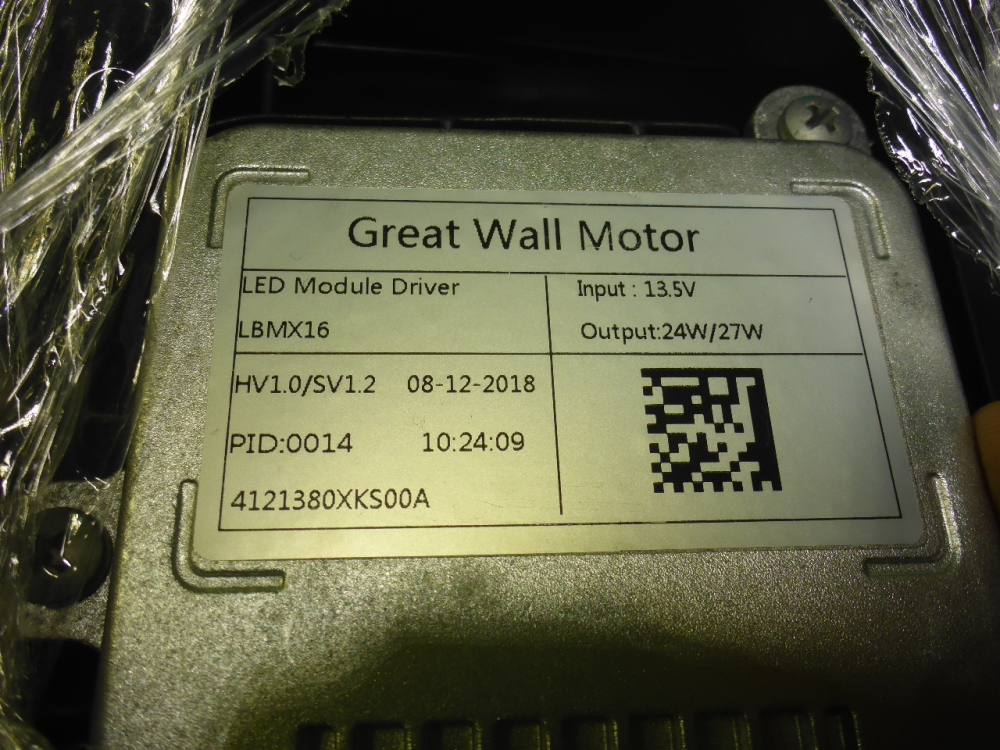 Great Wall Motor
LED Module Driver
Input : 13.5V
LBMX16
Output:24W/27W
HV1.0/SV1.2 08-12-2018
PID:0014 10:24:09
4121380XKS00A